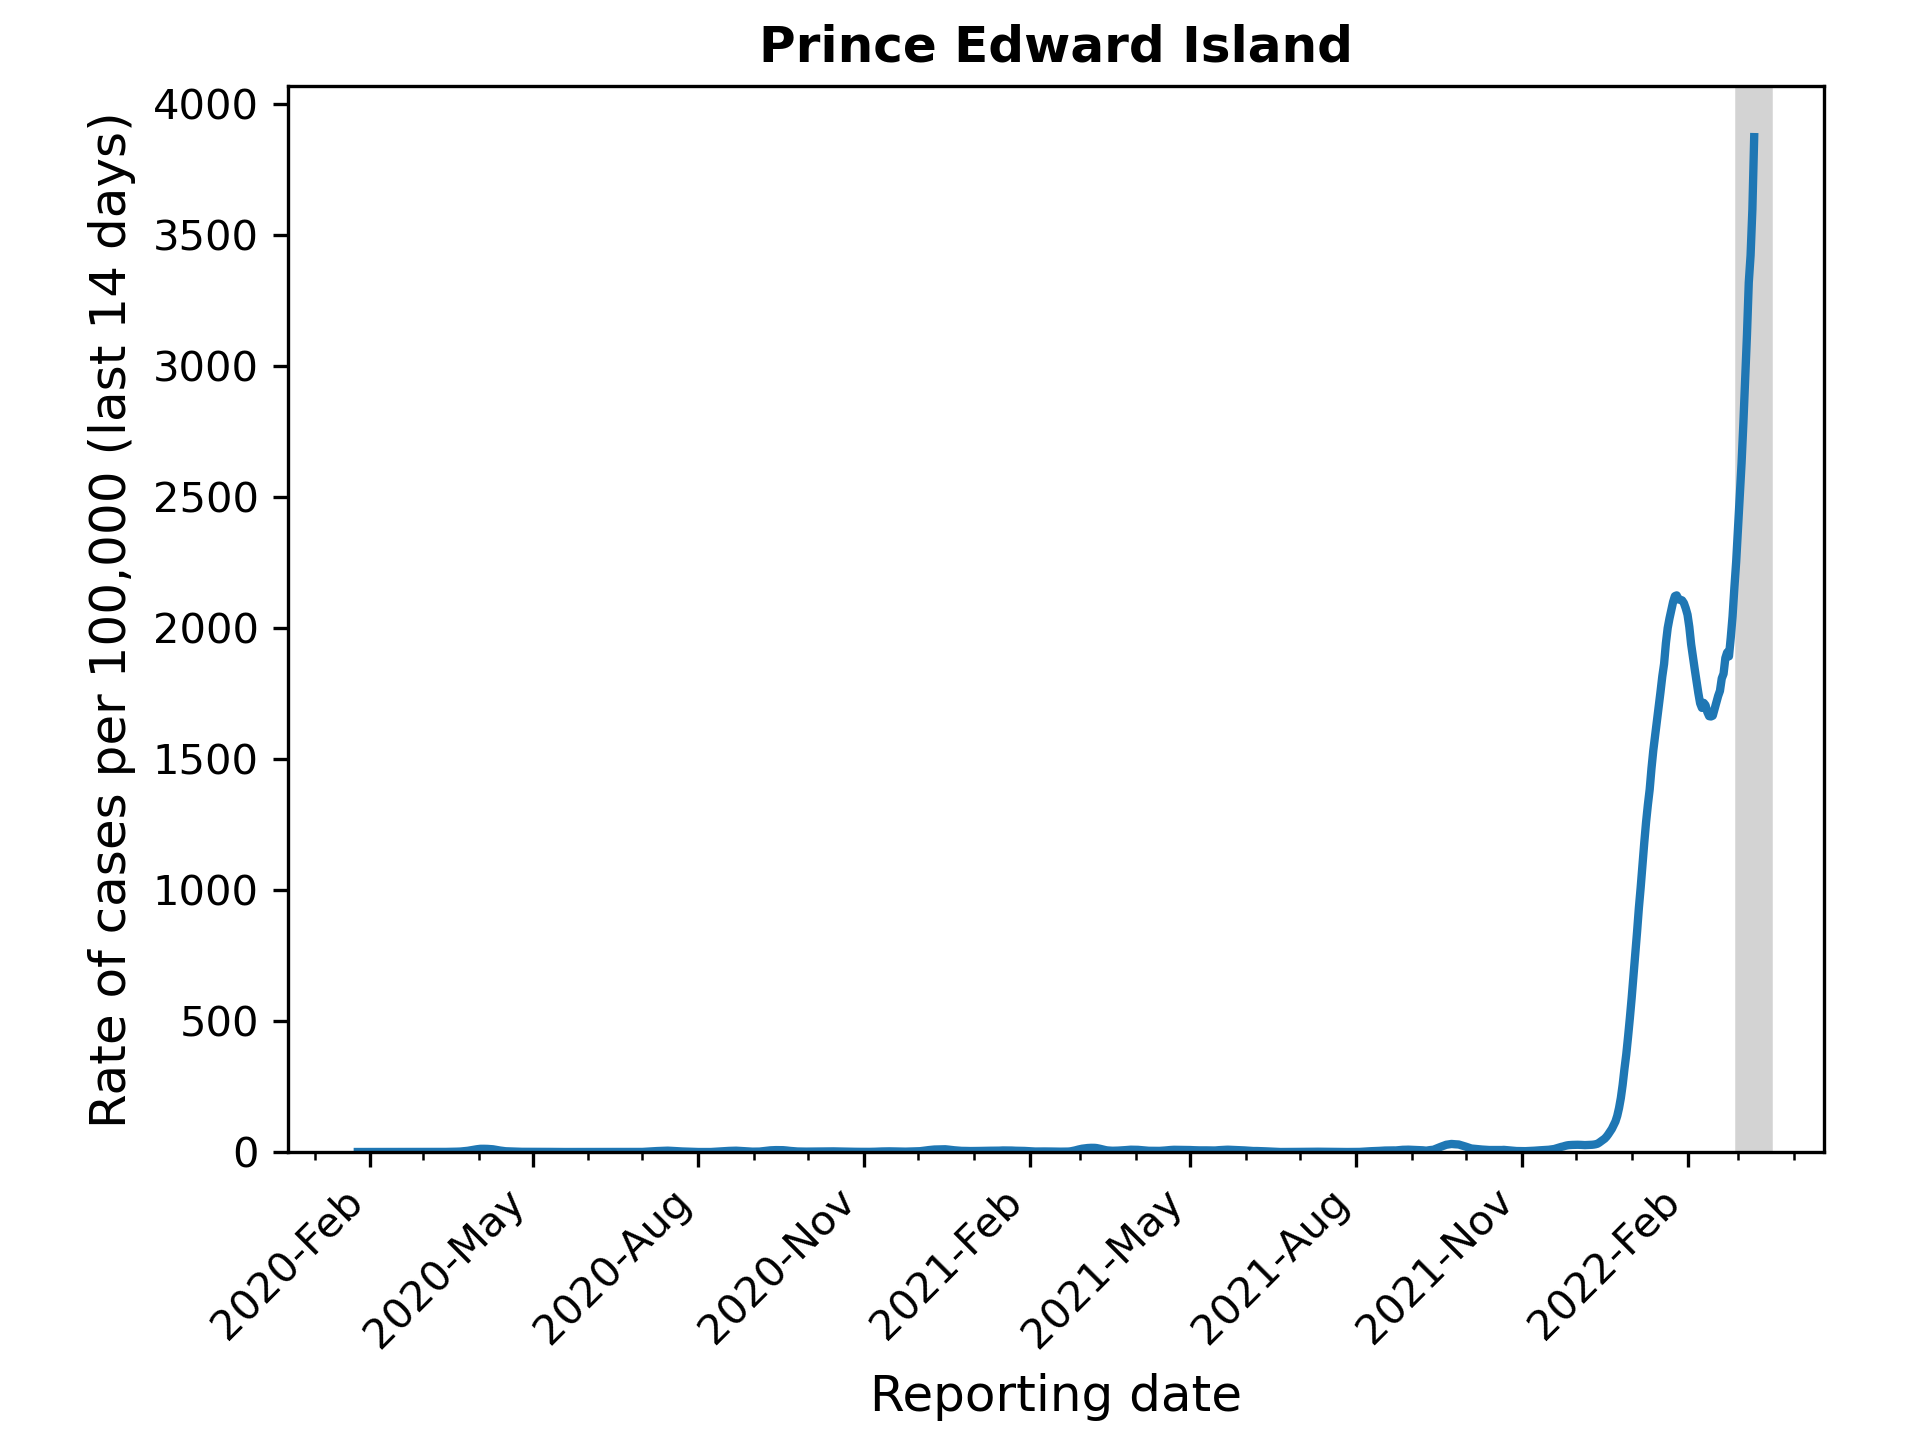 Prince Edward Island
Rate of cases per 100,000 (last 14 days)
4000
3500
3000
2500
2000
1500
1000
500
0
2020-Feb
2020-May
2020-Aug
2020-Nov
2021-Feb
2021-May
2021-Aug
2021-Nov
2022-Feb
Reporting date